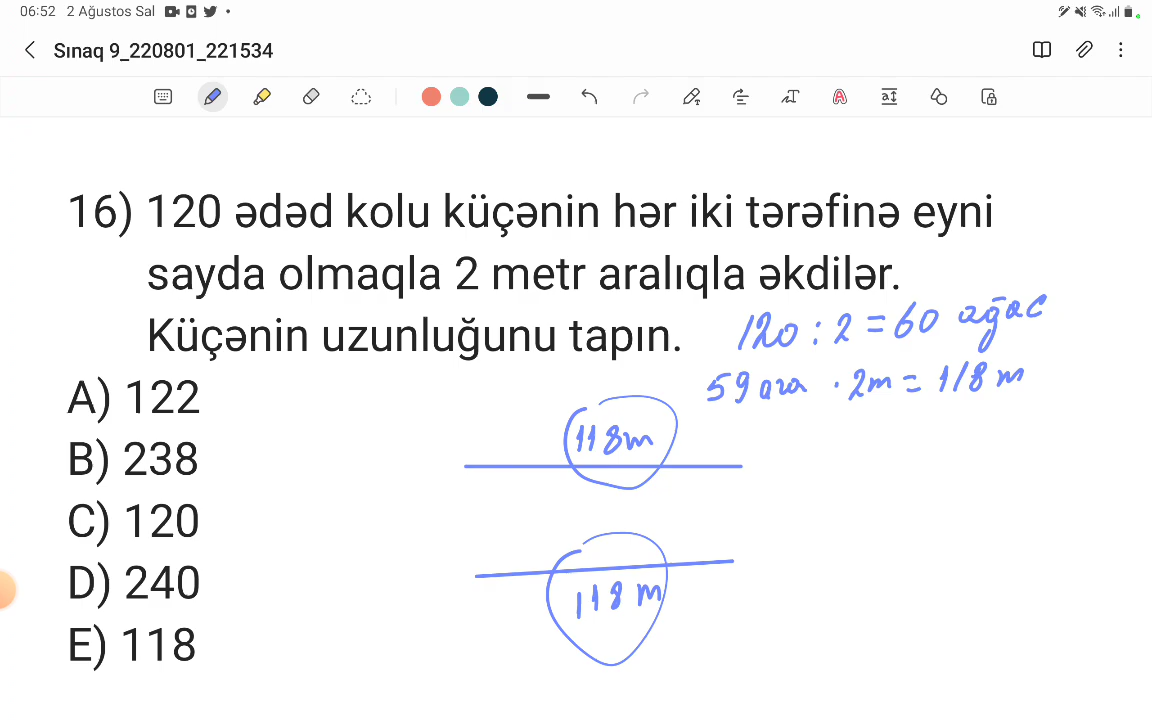 06:52 2 Ağustos Sal
Sınaq 9_220801_221534
16) 120 ədəd kolu küçənin hər iki tərəfinə eyni
sayda olmaqla 2 metr aralıqla əkdilər.
Küçənin uzunluğunu tapın.
120 : 2 = 60 ağac
59 ara · 2m = 118 m
A) 122
B) 238
C) 120
D) 240
E) 118
118m
118 m